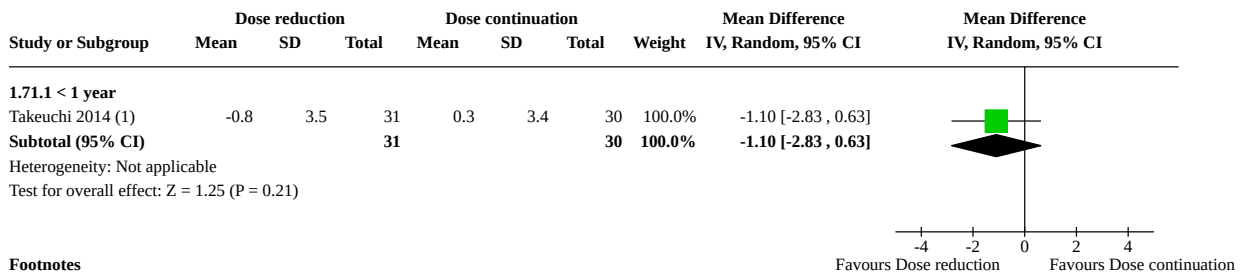 Dose reduction Dose continuation Mean Difference Mean Difference
Study or Subgroup Mean SD Total Mean SD Total Weight IV, Random, 95% CI IV, Random, 95% CI
1.71.1 < 1 year
Takeuchi 2014 (1) -0.8 3.5 31 0.3 3.4 30 100.0% -1.10 [-2.83 , 0.63]
Subtotal (95% CI) 31 30 100.0% -1.10 [-2.83 , 0.63]
Heterogeneity: Not applicable
Test for overall effect: Z = 1.25 (P = 0.21)
-4 -2 0 2 4
Footnotes Favours Dose reduction Favours Dose continuation